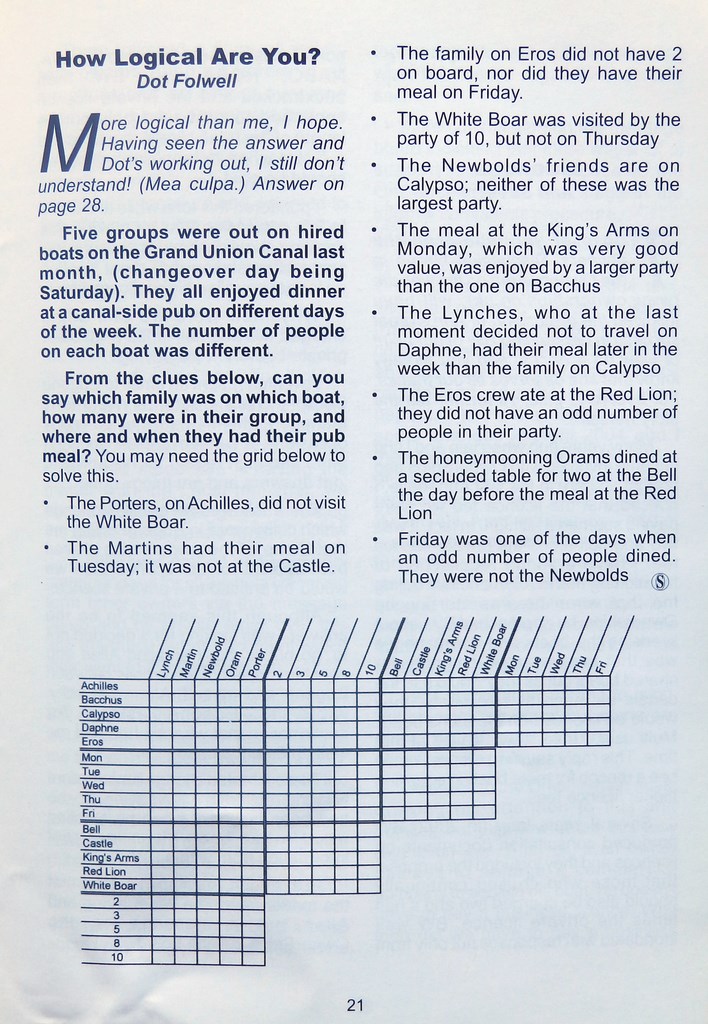 How Logical Are You?
Dot Folwell
More logical than me, I hope.
Having seen the answer and
Dot's working out, I still don't
understand! (Mea culpa.) Answer on
page 28.
Five groups were out on hired
boats on the Grand Union Canal last
month, (changeover day being
Saturday). They all enjoyed dinner
at a canal-side pub on different days
of the week. The number of people
on each boat was different.
From the clues below, can you
say which family was on which boat,
how many were in their group, and
where and when they had their pub
meal? You may need the grid below to
solve this.
• The Porters, on Achilles, did not visit
the White Boar.
• The Martins had their meal on
Tuesday; it was not at the Castle.
• The family on Eros did not have 2
on board, nor did they have their
meal on Friday.
• The White Boar was visited by the
party of 10, but not on Thursday
• The Newbolds' friends are on
Calypso; neither of these was the
largest party.
• The meal at the King's Arms on
Monday, which was very good
value, was enjoyed by a larger party
than the one on Bacchus
• The Lynches, who at the last
moment decided not to travel on
Daphne, had their meal later in the
week than the family on Calypso
• The Eros crew ate at the Red Lion;
they did not have an odd number of
people in their party.
• The honeymooning Orams dined at
a secluded table for two at the Bell
the day before the meal at the Red
Lion
• Friday was one of the days when
an odd number of people dined.
They were not the Newbolds S
Lynch Martin Newbold Oram Porter 2 3 5 8 10 Bell Castle King's Arms Red Lion White Boar Mon Tue Wed Thu Fri
Achilles
Bacchus
Calypso
Daphne
Eros
Mon
Tue
Wed
Thu
Fri
Bell
Castle
King's Arms
Red Lion
White Boar
2
3
5
8
10
21